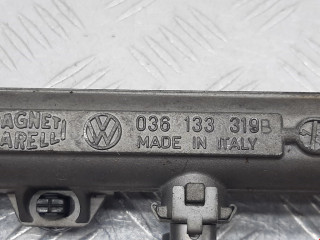 MAGNETI
MARELLI
036 133 319B
MADE IN ITALY